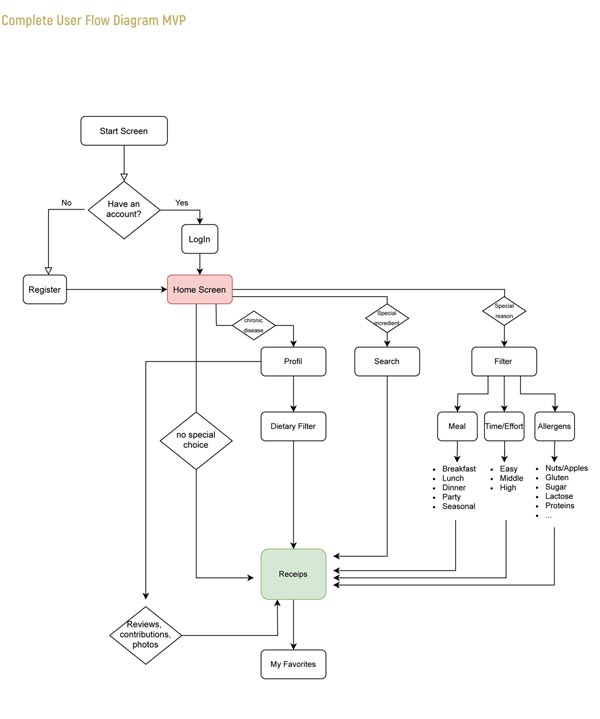 Complete User Flow Diagram MVP
Start Screen
Have an
account?
No
Yes
LogIn
Register
Home Screen
chronic
disease
Special
incredient
Special
reason
Profil
Search
Filter
no special
choice
Dietary Filter
Meal
Time/Effort
Allergens
• Breakfast
• Lunch
• Dinner
• Party
• Seasonal
• Easy
• Middle
• High
• Nuts/Apples
• Gluten
• Sugar
• Lactose
• Proteins
• ...
Receips
Reviews,
contributions,
photos
My Favorites